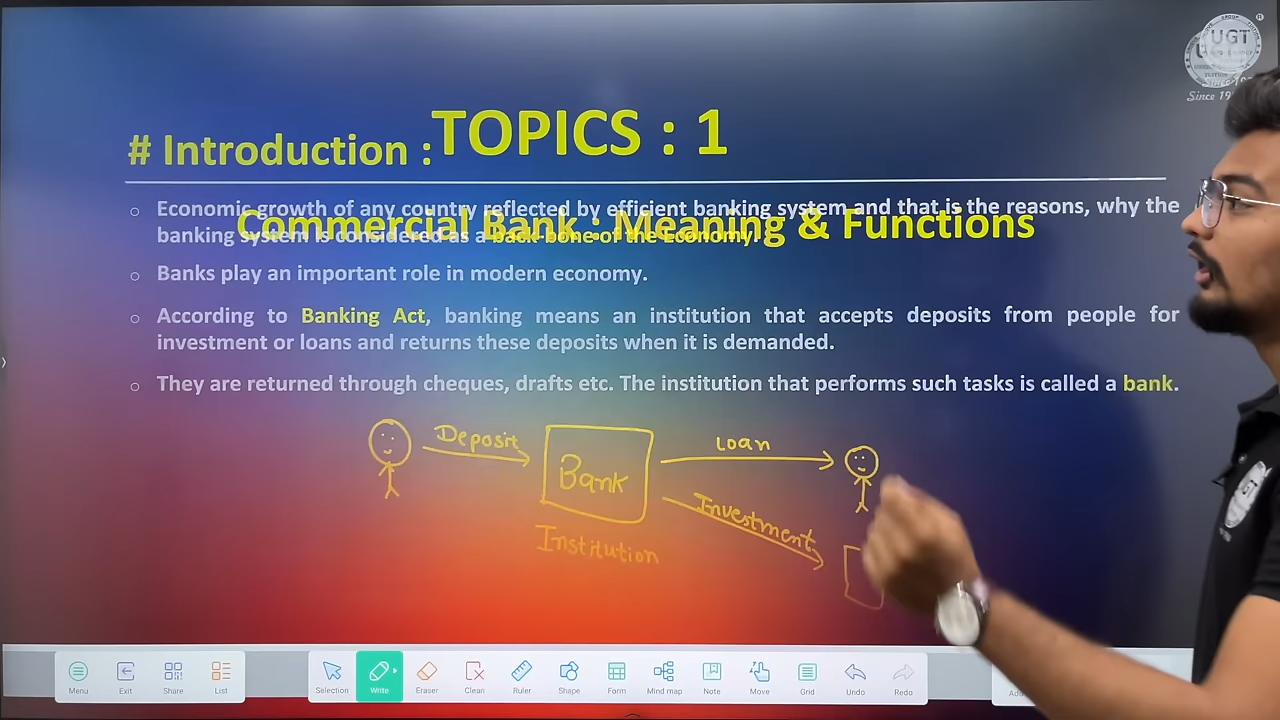 UGT
Since 19
TOPICS : 1
# Introduction :
Commercial Bank : Meaning & Functions
○ Economic growth of any country reflected by efficient banking system and that is the reasons, why the
banking system is considered as a back-bone of the Economy.
○ Banks play an important role in modern economy.
○ According to Banking Act, banking means an institution that accepts deposits from people for
investment or loans and returns these deposits when it is demanded.
○ They are returned through cheques, drafts etc. The institution that performs such tasks is called a bank.
Deposit
Bank
Loan
Investment
Institution
UGT
Menu Exit Share List Selection Write Eraser Clean Ruler Shape Form Mind map Note Move Grid Undo Redo